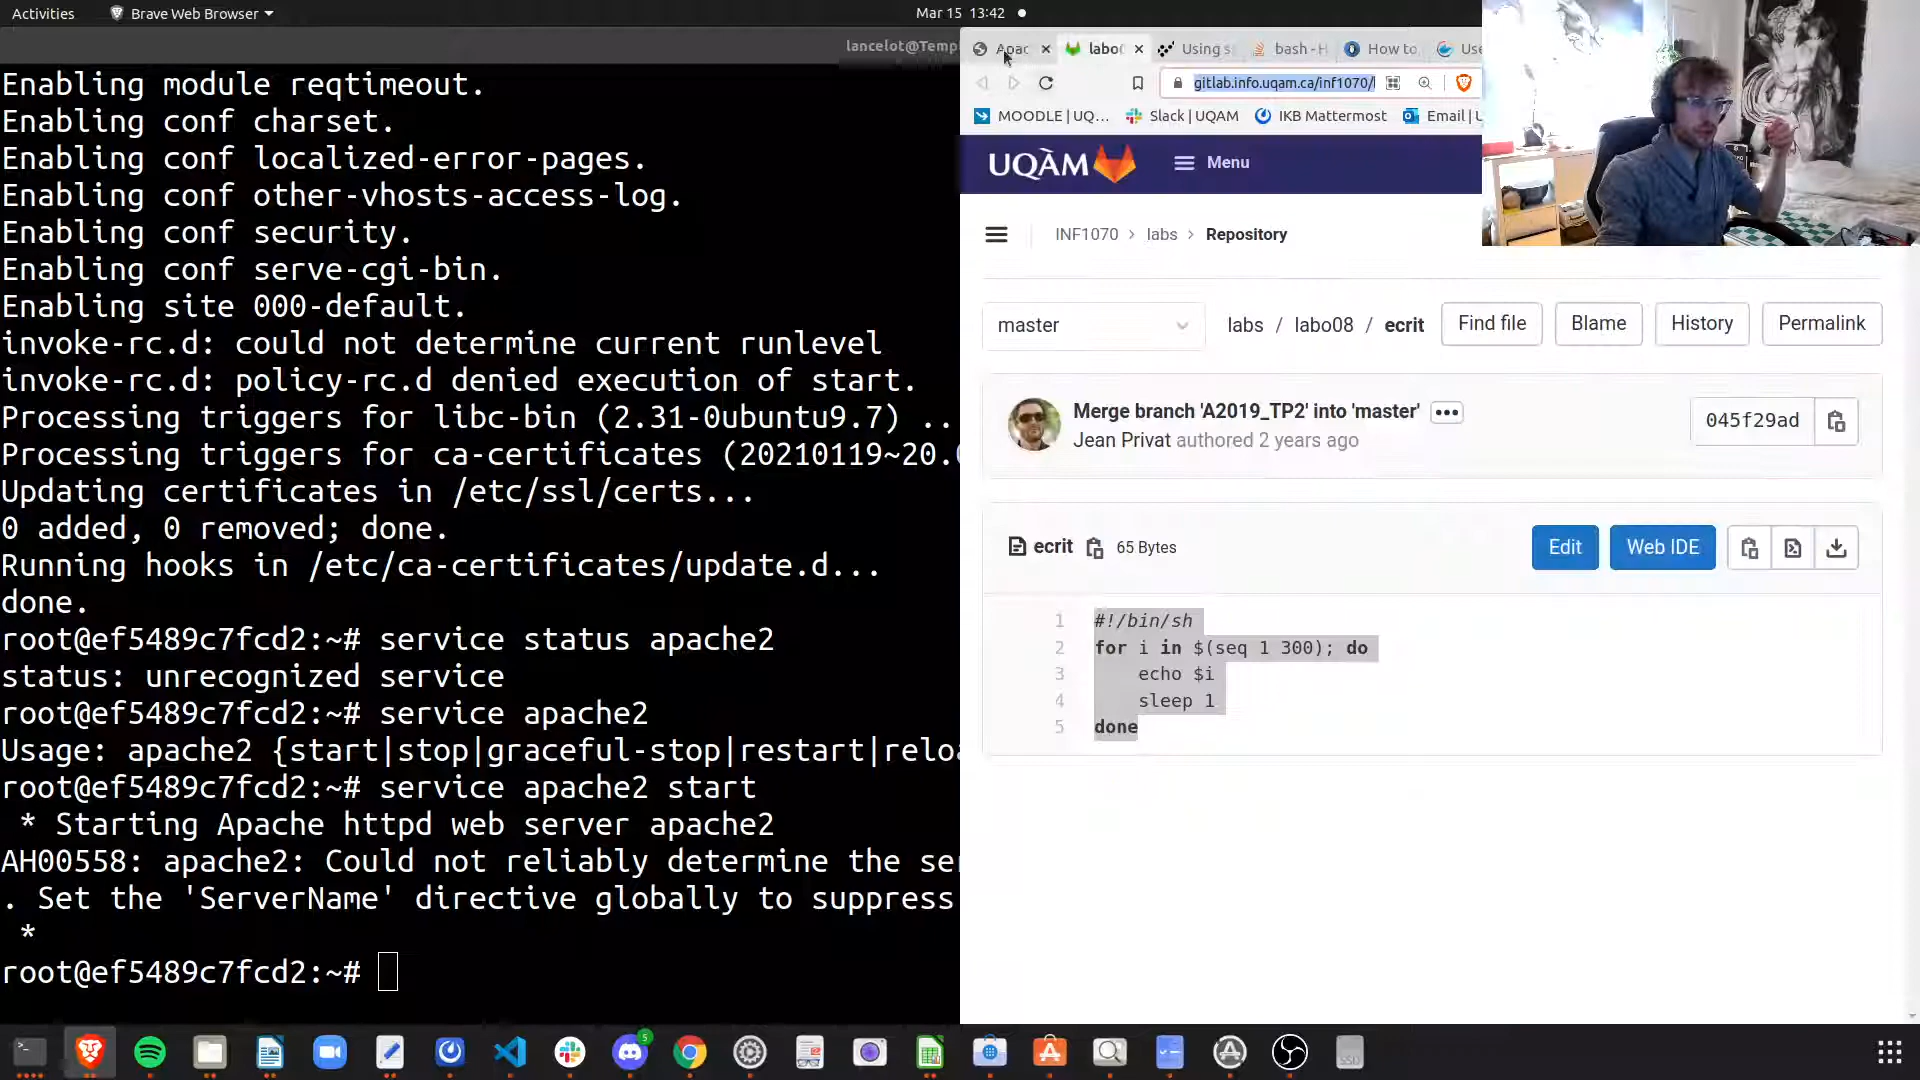 Activities
Brave Web Browser
Mar 15 13:42
lancelot@Temp
Enabling module reqtimeout.
Enabling conf charset.
Enabling conf localized-error-pages.
Enabling conf other-vhosts-access-log.
Enabling conf security.
Enabling conf serve-cgi-bin.
Enabling site 000-default.
invoke-rc.d: could not determine current runlevel
invoke-rc.d: policy-rc.d denied execution of start.
Processing triggers for libc-bin (2.31-0ubuntu9.7) ..
Processing triggers for ca-certificates (20210119~20.0
Updating certificates in /etc/ssl/certs...
0 added, 0 removed; done.
Running hooks in /etc/ca-certificates/update.d...
done.
root@ef5489c7fcd2:~# service status apache2
status: unrecognized service
root@ef5489c7fcd2:~# service apache2
Usage: apache2 {start|stop|graceful-stop|restart|reloa
root@ef5489c7fcd2:~# service apache2 start
* Starting Apache httpd web server apache2
AH00558: apache2: Could not reliably determine the ser
. Set the 'ServerName' directive globally to suppress
*
root@ef5489c7fcd2:~#
Apac labo Using s bash - H How to Use
gitlab.info.uqam.ca/inf1070/
MOODLE | UQ... Slack | UQAM IKB Mattermost Email | U
UQÀM Menu
INF1070 > labs > Repository
master labs / labo08 / ecrit Find file Blame History Permalink
Merge branch 'A2019_TP2' into 'master' •••
Jean Privat authored 2 years ago
045f29ad
ecrit 65 Bytes Edit Web IDE
1 #!/bin/sh
2 for i in $(seq 1 300); do
3 echo $i
4 sleep 1
5 done
5
SSD